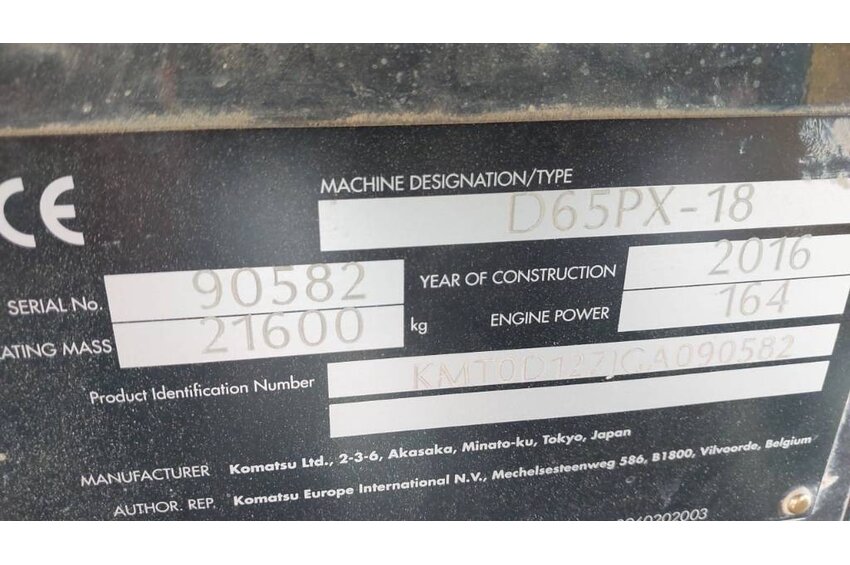 CE
MACHINE DESIGNATION/TYPE D65PX-18
SERIAL No. 90582 YEAR OF CONSTRUCTION 2016
ATING MASS 21600 kg ENGINE POWER 164
Product Identification Number KMT0D127JGA090582
MANUFACTURER Komatsu Ltd., 2-3-6, Akasaka, Minato-ku, Tokyo, Japan
AUTHOR. REP. Komatsu Europe International N.V., Mechelsesteenweg 586, B1800, Vilvoorde, Belgium